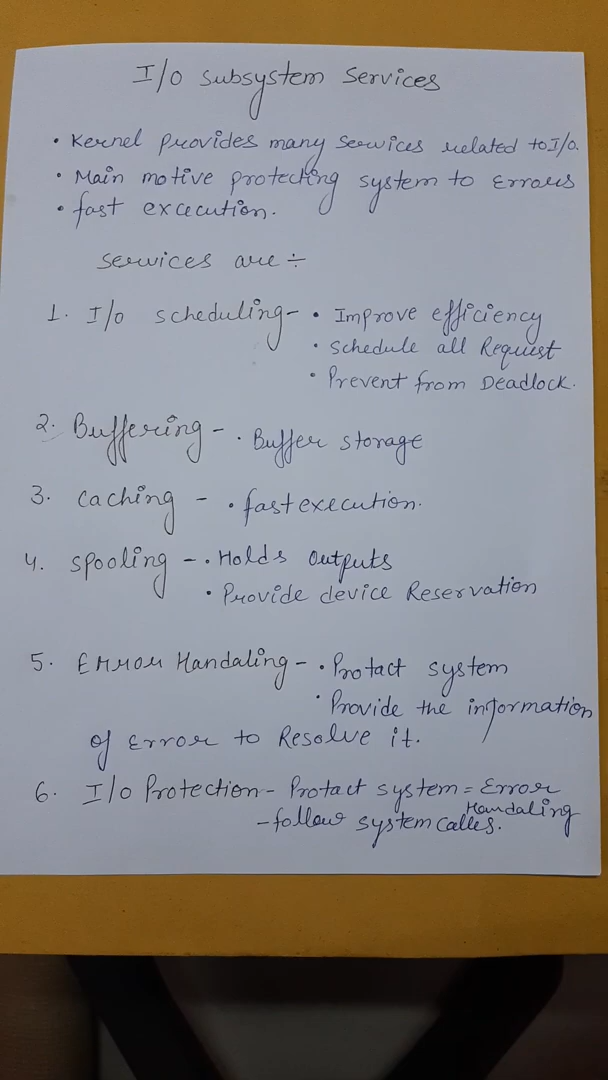 I/O Subsystem Services
• Kernel provides many services related to I/O.
• Main motive protecting system to Errors
• fast excecution.
Services are ÷
1. I/O scheduling - • Improve efficiency
• Schedule all Request
• Prevent from Deadlock.
2. Buffering - • Buffer storage
3. Caching - • fast execution.
4. Spooling - • Holds Outputs
• Provide device Reservation
5. Error Handaling - • Protact system
• Provide the information
of Error to Resolve it.
6. I/O Protection - Protact system = Error
Handaling
- follow system calles.